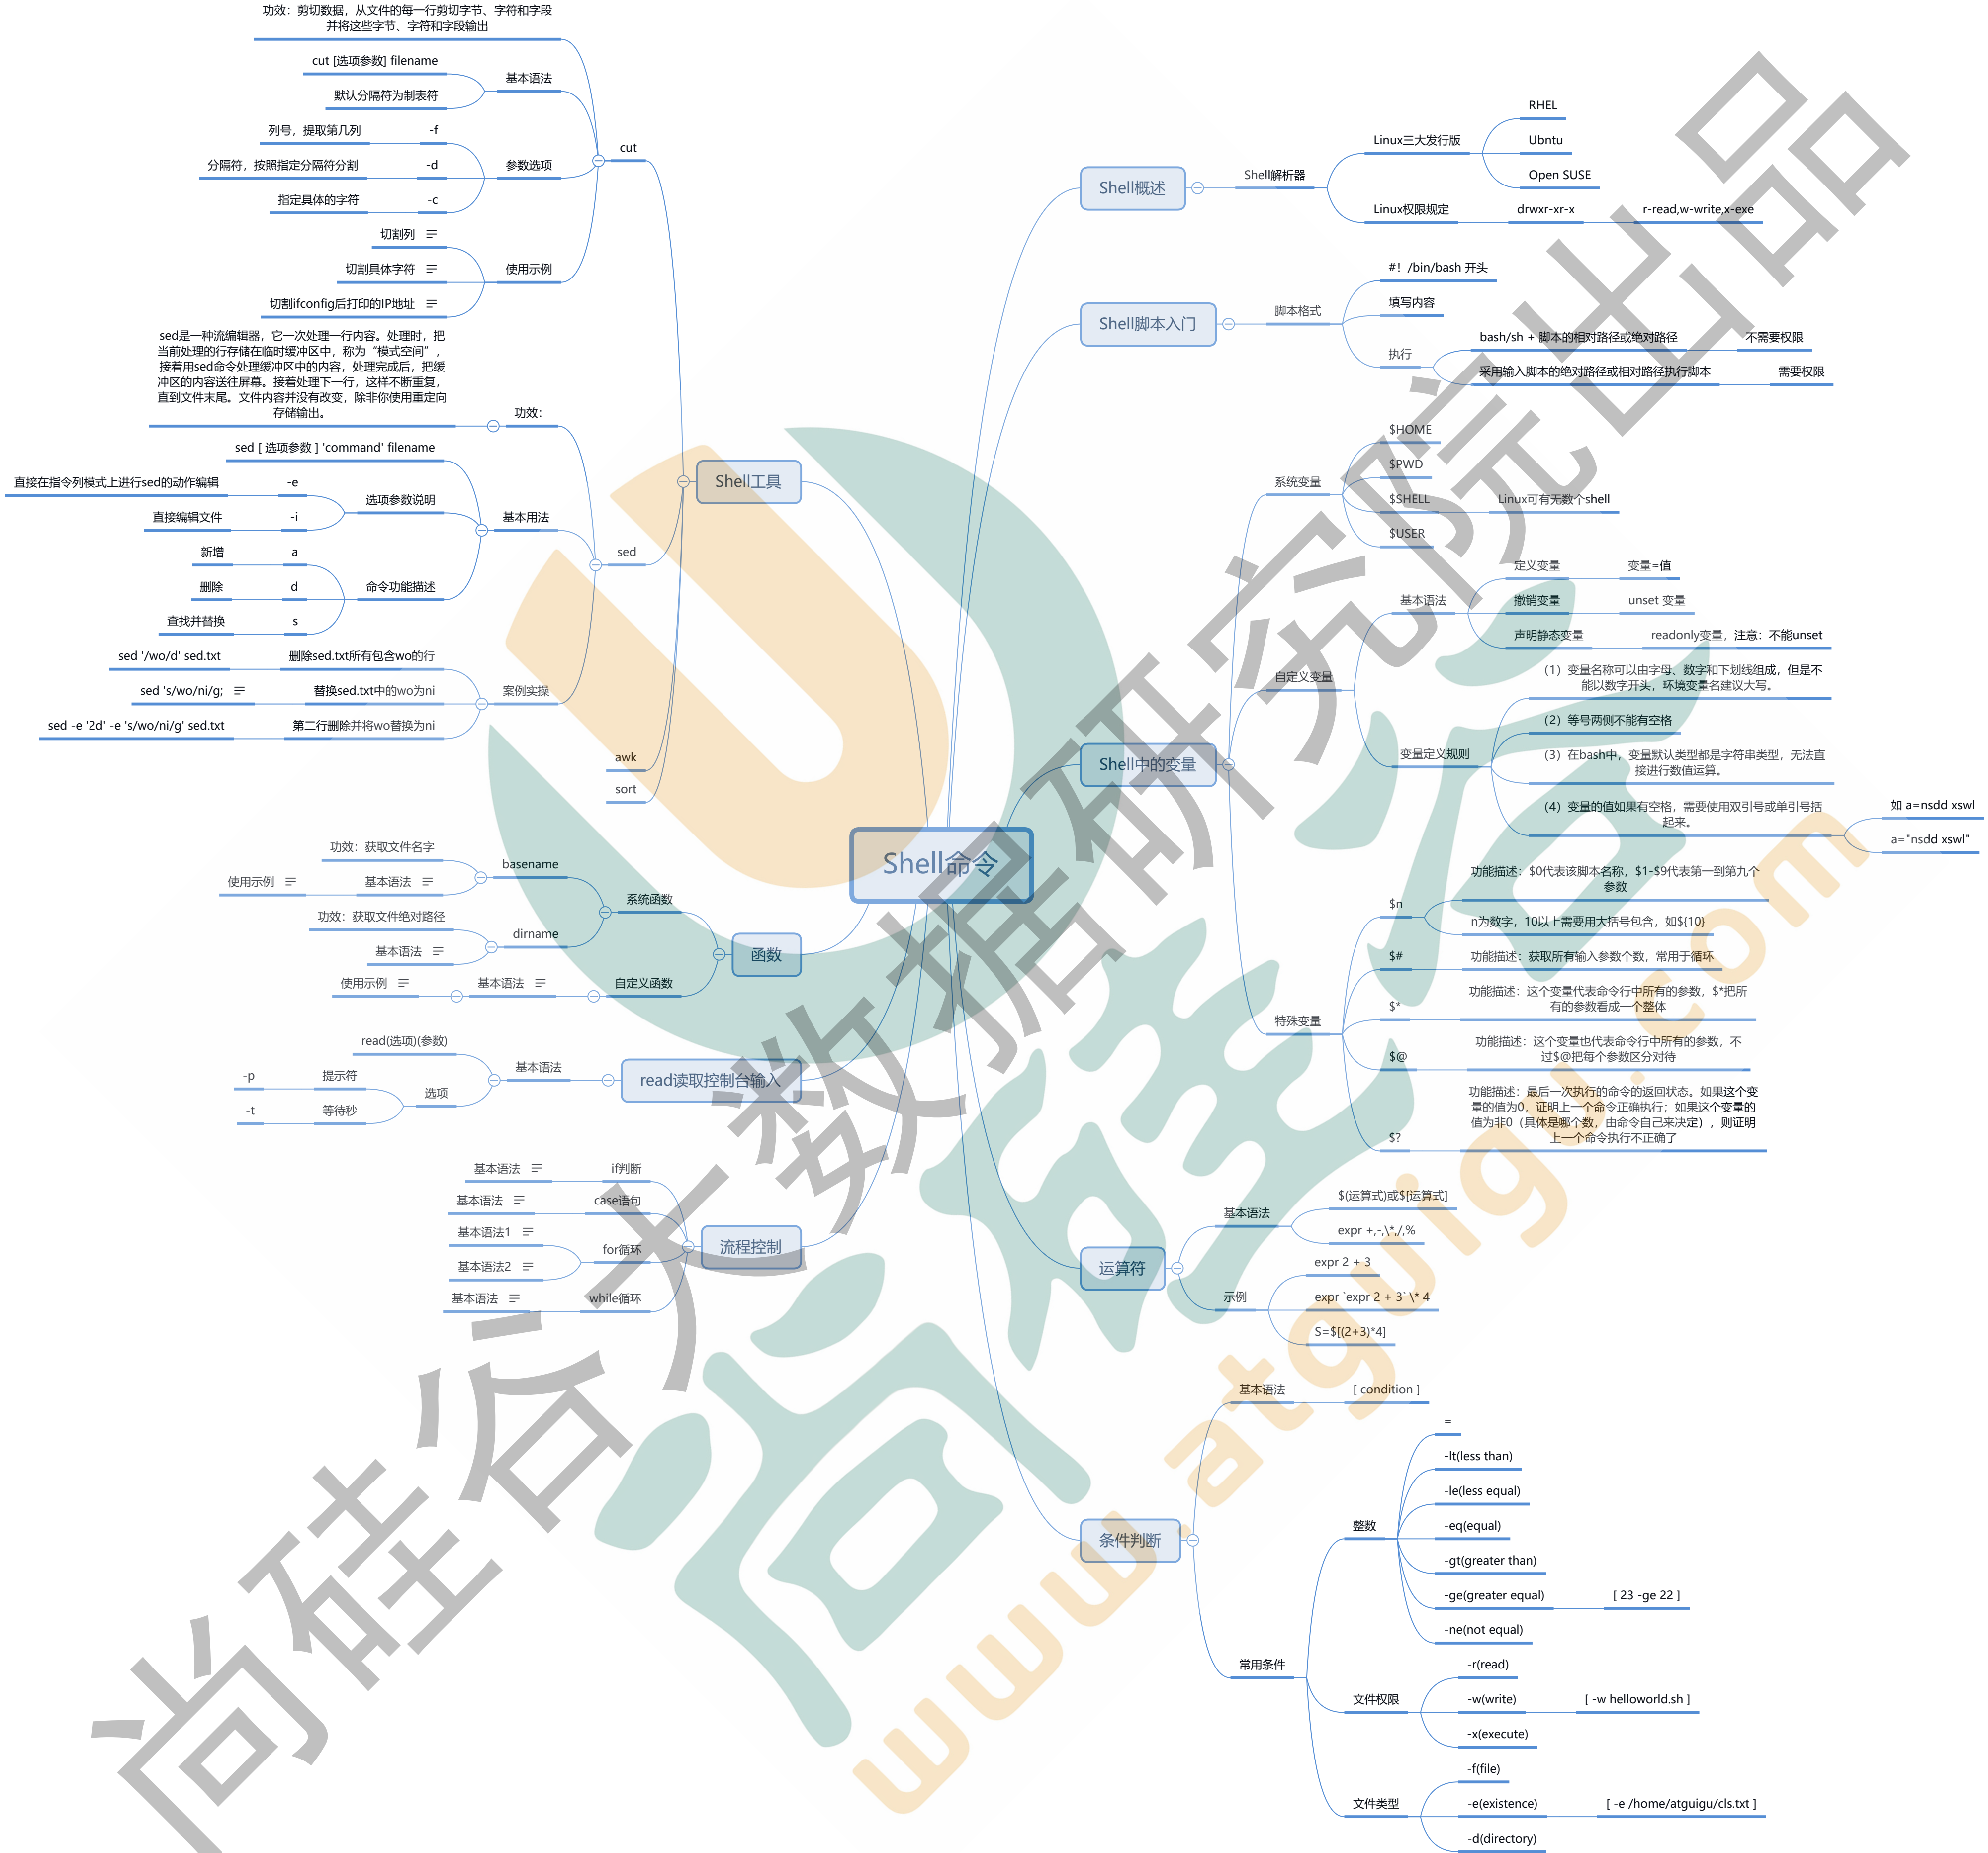 Shell命令
Shell概述
Shell解析器
Linux三大发行版
RHEL
Ubntu
Open SUSE
Linux权限规定
drwxr-xr-x
r-read,w-write,x-exe
Shell脚本入门
脚本格式
#！/bin/bash 开头
填写内容
执行
bash/sh + 脚本的相对路径或绝对路径
不需要权限
采用输入脚本的绝对路径或相对路径执行脚本
需要权限
Shell中的变量
系统变量
$HOME
$PWD
$SHELL
Linux可有无数个shell
$USER
自定义变量
基本语法
定义变量
变量=值
撤销变量
unset 变量
声明静态变量
readonly变量，注意：不能unset
变量定义规则
（1）变量名称可以由字母、数字和下划线组成，但是不
能以数字开头，环境变量名建议大写。
（2）等号两侧不能有空格
（3）在bash中，变量默认类型都是字符串类型，无法直
接进行数值运算。
（4）变量的值如果有空格，需要使用双引号或单引号括
起来。
如 a=nsdd xswl
a="nsdd xswl"
特殊变量
$n
功能描述：$0代表该脚本名称，$1-$9代表第一到第九个
参数
n为数字，10以上需要用大括号包含，如${10}
$#
功能描述：获取所有输入参数个数，常用于循环
$*
功能描述：这个变量代表命令行中所有的参数，$*把所
有的参数看成一个整体
$@
功能描述：这个变量也代表命令行中所有的参数，不
过$@把每个参数区分对待
$?
功能描述：最后一次执行的命令的返回状态。如果这个变
量的值为0，证明上一个命令正确执行；如果这个变量的
值为非0（具体是哪个数，由命令自己来决定），则证明
上一个命令执行不正确了
运算符
基本语法
$(运算式)或$[运算式]
expr +,-,\*,/,%
示例
expr 2 + 3
expr `expr 2 + 3` \* 4
S=$[(2+3)*4]
条件判断
基本语法
[ condition ]
常用条件
整数
=
-lt(less than)
-le(less equal)
-eq(equal)
-gt(greater than)
-ge(greater equal)
[ 23 -ge 22 ]
-ne(not equal)
文件权限
-r(read)
-w(write)
[ -w helloworld.sh ]
-x(execute)
文件类型
-f(file)
-e(existence)
[ -e /home/atguigu/cls.txt ]
-d(directory)
Shell工具
cut
功效：剪切数据，从文件的每一行剪切字节、字符和字段
并将这些字节、字符和字段输出
基本语法
cut [选项参数] filename
默认分隔符为制表符
参数选项
-f
列号，提取第几列
-d
分隔符，按照指定分隔符分割
-c
指定具体的字符
使用示例
切割列
切割具体字符
切割ifconfig后打印的IP地址
sed
功效：
sed是一种流编辑器，它一次处理一行内容。处理时，把
当前处理的行存储在临时缓冲区中，称为“模式空间”，
接着用sed命令处理缓冲区中的内容，处理完成后，把缓
冲区的内容送往屏幕。接着处理下一行，这样不断重复，
直到文件末尾。文件内容并没有改变，除非你使用重定向
存储输出。
基本用法
sed [ 选项参数 ] 'command' filename
选项参数说明
-e
直接在指令列模式上进行sed的动作编辑
-i
直接编辑文件
命令功能描述
a
新增
d
删除
s
查找并替换
案例实操
删除sed.txt所有包含wo的行
sed '/wo/d' sed.txt
替换sed.txt中的wo为ni
sed 's/wo/ni/g;
第二行删除并将wo替换为ni
sed -e '2d' -e 's/wo/ni/g' sed.txt
awk
sort
函数
系统函数
basename
功效：获取文件名字
基本语法
使用示例
dirname
功效：获取文件绝对路径
基本语法
自定义函数
基本语法
使用示例
read读取控制台输入
基本语法
read(选项)(参数)
选项
提示符
-p
等待秒
-t
流程控制
if判断
基本语法
case语句
基本语法
for循环
基本语法1
基本语法2
while循环
基本语法
尚硅谷大数据研究院出品
尚硅谷
www.atguigu.com